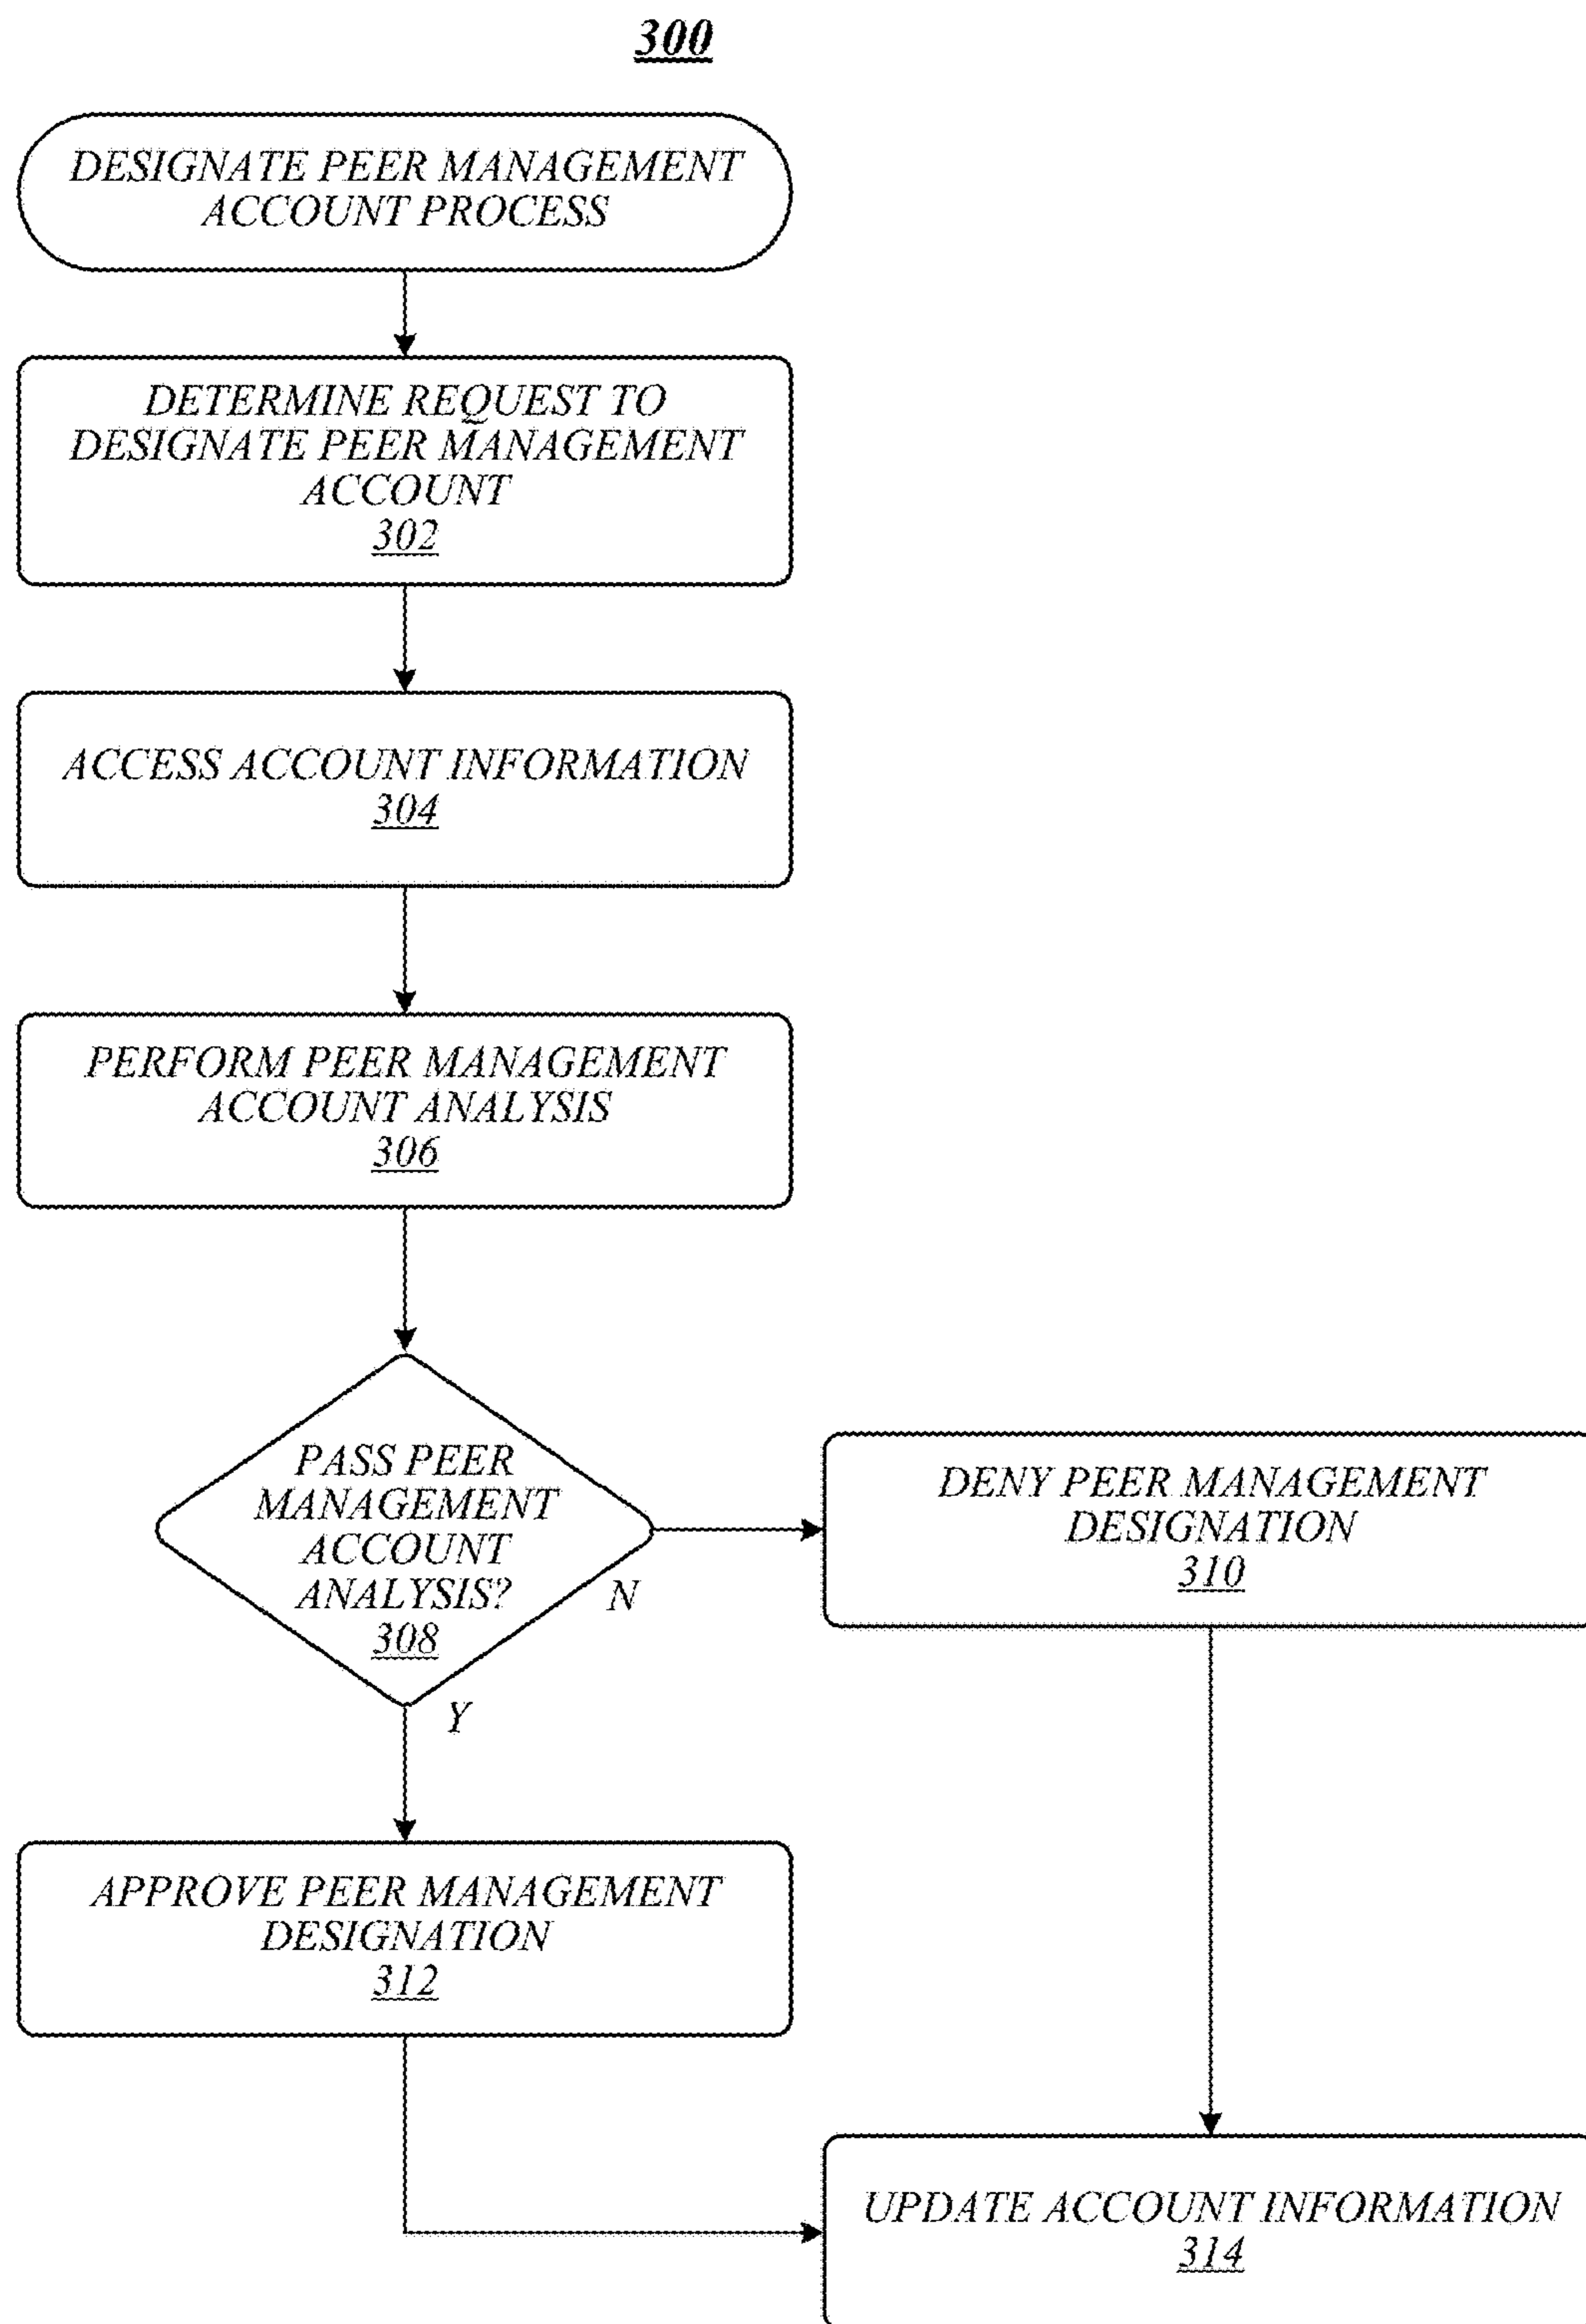 300
DESIGNATE PEER MANAGEMENT
ACCOUNT PROCESS
DETERMINE REQUEST TO
DESIGNATE PEER MANAGEMENT
ACCOUNT
302
ACCESS ACCOUNT INFORMATION
304
PERFORM PEER MANAGEMENT
ACCOUNT ANALYSIS
306
PASS PEER
MANAGEMENT
ACCOUNT
ANALYSIS?
308
N
Y
DENY PEER MANAGEMENT
DESIGNATION
310
APPROVE PEER MANAGEMENT
DESIGNATION
312
UPDATE ACCOUNT INFORMATION
314